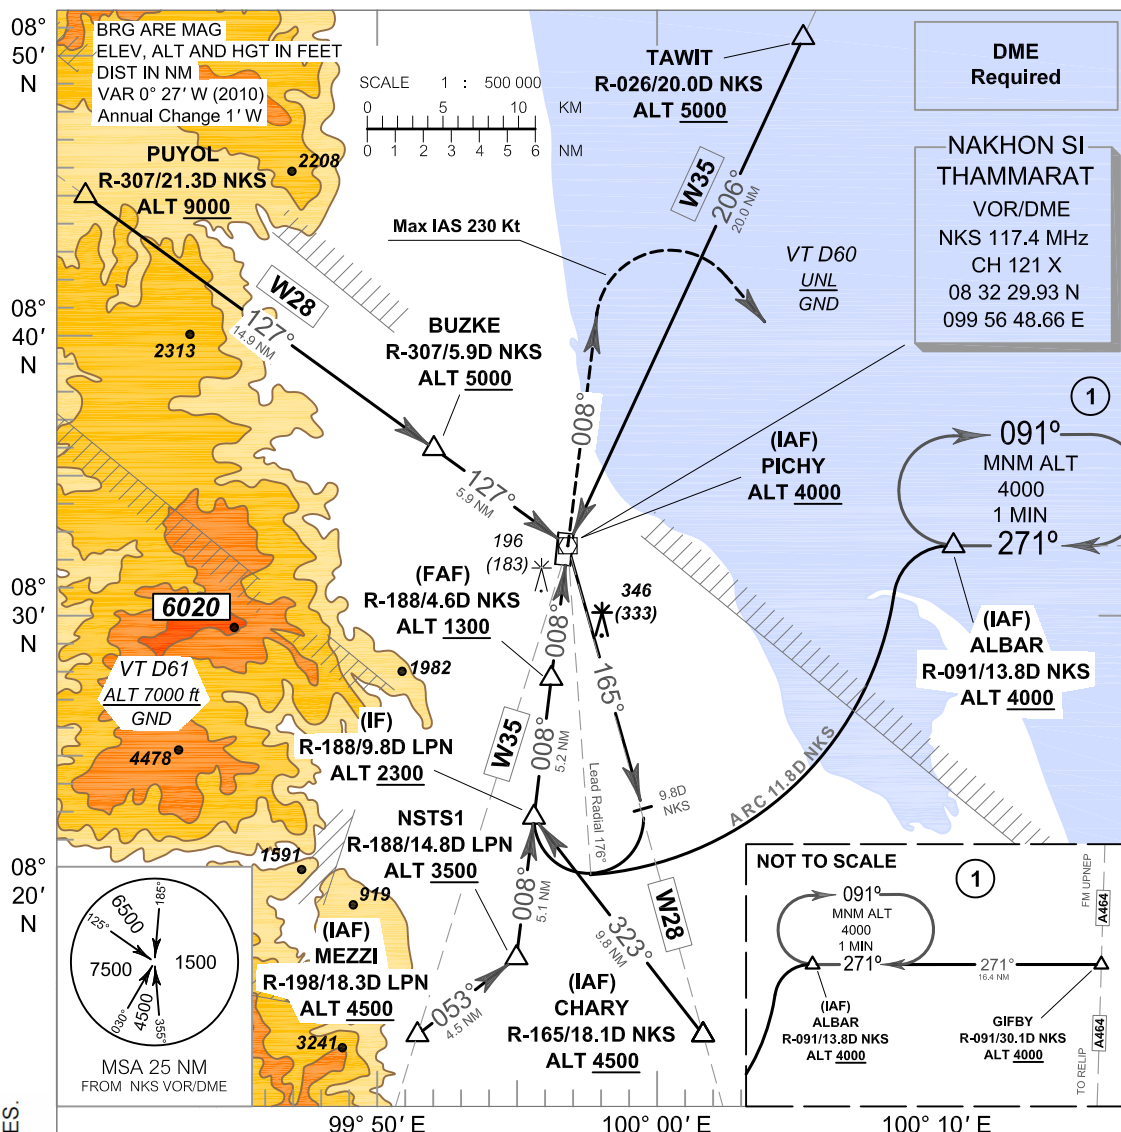 08°
50'
N
BRG ARE MAG
ELEV, ALT AND HGT IN FEET
DIST IN NM
VAR 0° 27' W (2010)
Annual Change 1' W
SCALE 1 : 500 000
0 5 10 KM
0 1 2 3 4 5 6 NM
TAWIT
R-026/20.0D NKS
ALT 5000
DME
Required
NAKHON SI
THAMMARAT
VOR/DME
NKS 117.4 MHz
CH 121 X
08 32 29.93 N
099 56 48.66 E
PUYOL
R-307/21.3D NKS
ALT 9000
2208
W35
206°
20.0 NM
Max IAS 230 Kt
VT D60
UNL
GND
W28
127°
14.9 NM
08°
40'
N
2313
BUZKE
R-307/5.9D NKS
ALT 5000
008°
1
091º
MNM ALT
4000
1 MIN
271º
(IAF)
PICHY
ALT 4000
127°
5.9 NM
196
(183)
346
(333)
08°
30'
N
6020
(FAF)
R-188/4.6D NKS
ALT 1300
008°
165°
(IAF)
ALBAR
R-091/13.8D NKS
ALT 4000
1982
VT D61
ALT 7000 ft
GND
4478
(IF)
R-188/9.8D LPN
ALT 2300
W35
008°
5.2 NM
Lead Radial 176°
9.8D
NKS
ARC 11.8D NKS
NSTS1
R-188/14.8D LPN
ALT 3500
08°
20'
N
1591
919
008°
5.1 NM
323°
9.8 NM
W28
(IAF)
MEZZI
R-198/18.3D LPN
ALT 4500
053°
4.5 NM
(IAF)
CHARY
R-165/18.1D NKS
ALT 4500
3241
125°
185°
030°
355°
6500
7500
1500
4500
MSA 25 NM
FROM NKS VOR/DME
NOT TO SCALE
1
091º
MNM ALT
4000
1 MIN
271º
271°
16.4 NM
(IAF)
ALBAR
R-091/13.8D NKS
ALT 4000
GIFBY
R-091/30.1D NKS
ALT 4000
FM UPNEP
A464
A464
TO RELIP
ES.
99° 50' E
100° 00' E
100° 10' E